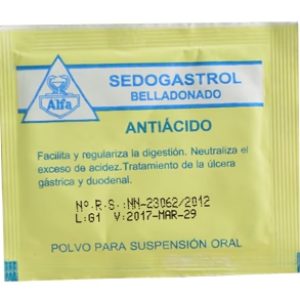 Alfa
SEDOGASTROL
BELLADONADO
ANTIÁCIDO
Facilita y regulariza la digestión. Neutraliza el
exceso de acidez.Tratamiento de la úlcera
gástrica y duodenal.
Nº.R.S.:NN-23062/2012
L:G1 V:2017-MAR-29
POLVO PARA SUSPENSIÓN ORAL